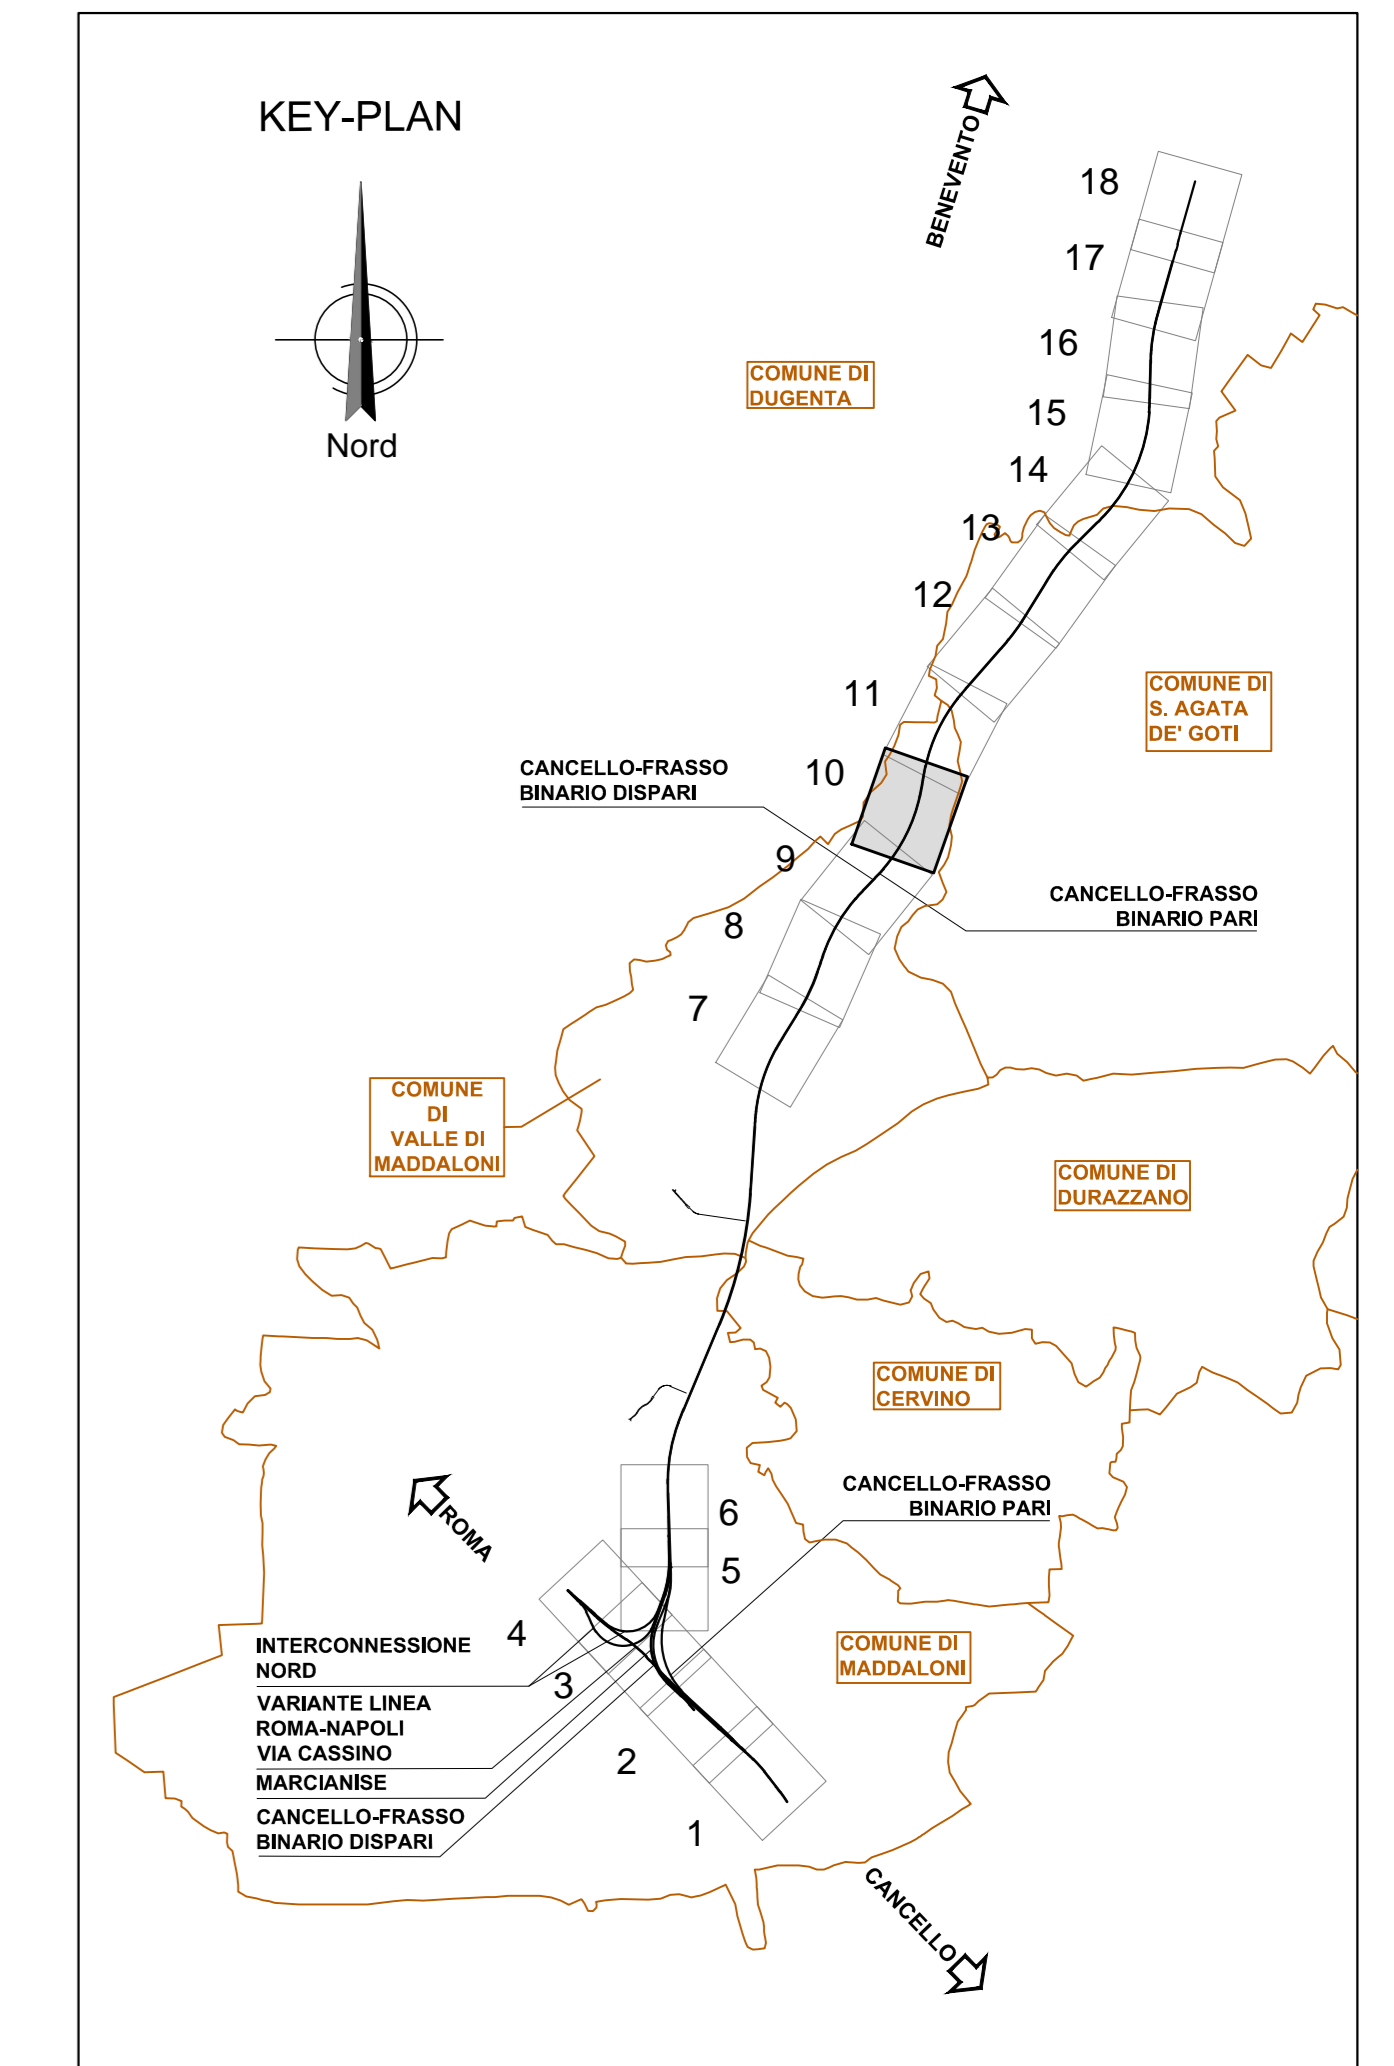 KEY-PLAN
Nord
BENEVENTO
18
17
16
15
14
13
12
11
10
9
8
7
COMUNE DI
DUGENTA
COMUNE DI
S. AGATA
DE' GOTI
CANCELLO-FRASSO
BINARIO DISPARI
CANCELLO-FRASSO
BINARIO PARI
COMUNE
DI
VALLE DI
MADDALONI
COMUNE DI
DURAZZANO
COMUNE DI
CERVINO
CANCELLO-FRASSO
BINARIO PARI
ROMA
6
5
4
3
2
1
INTERCONNESSIONE
NORD
VARIANTE LINEA
ROMA-NAPOLI
VIA CASSINO
MARCIANISE
CANCELLO-FRASSO
BINARIO DISPARI
COMUNE DI
MADDALONI
CANCELLO